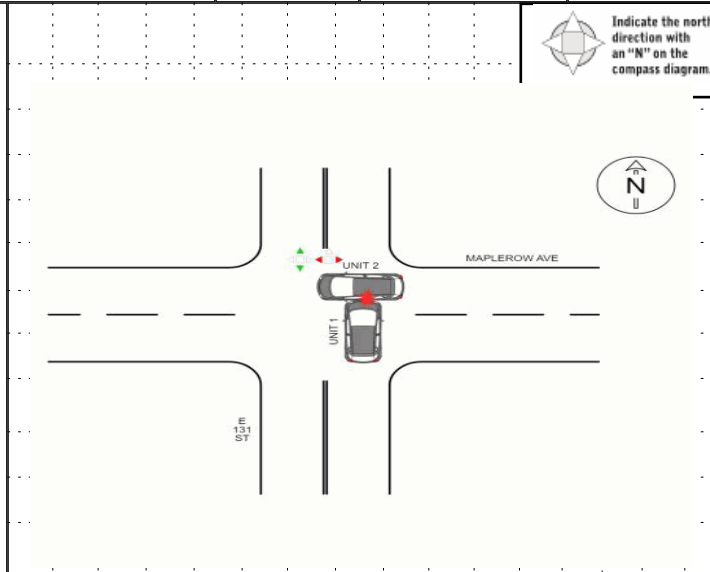 Indicate the north
direction with
an "N" on the
compass diagram.
N
MAPLEROW AVE
UNIT 2
UNIT 1
E
131
ST